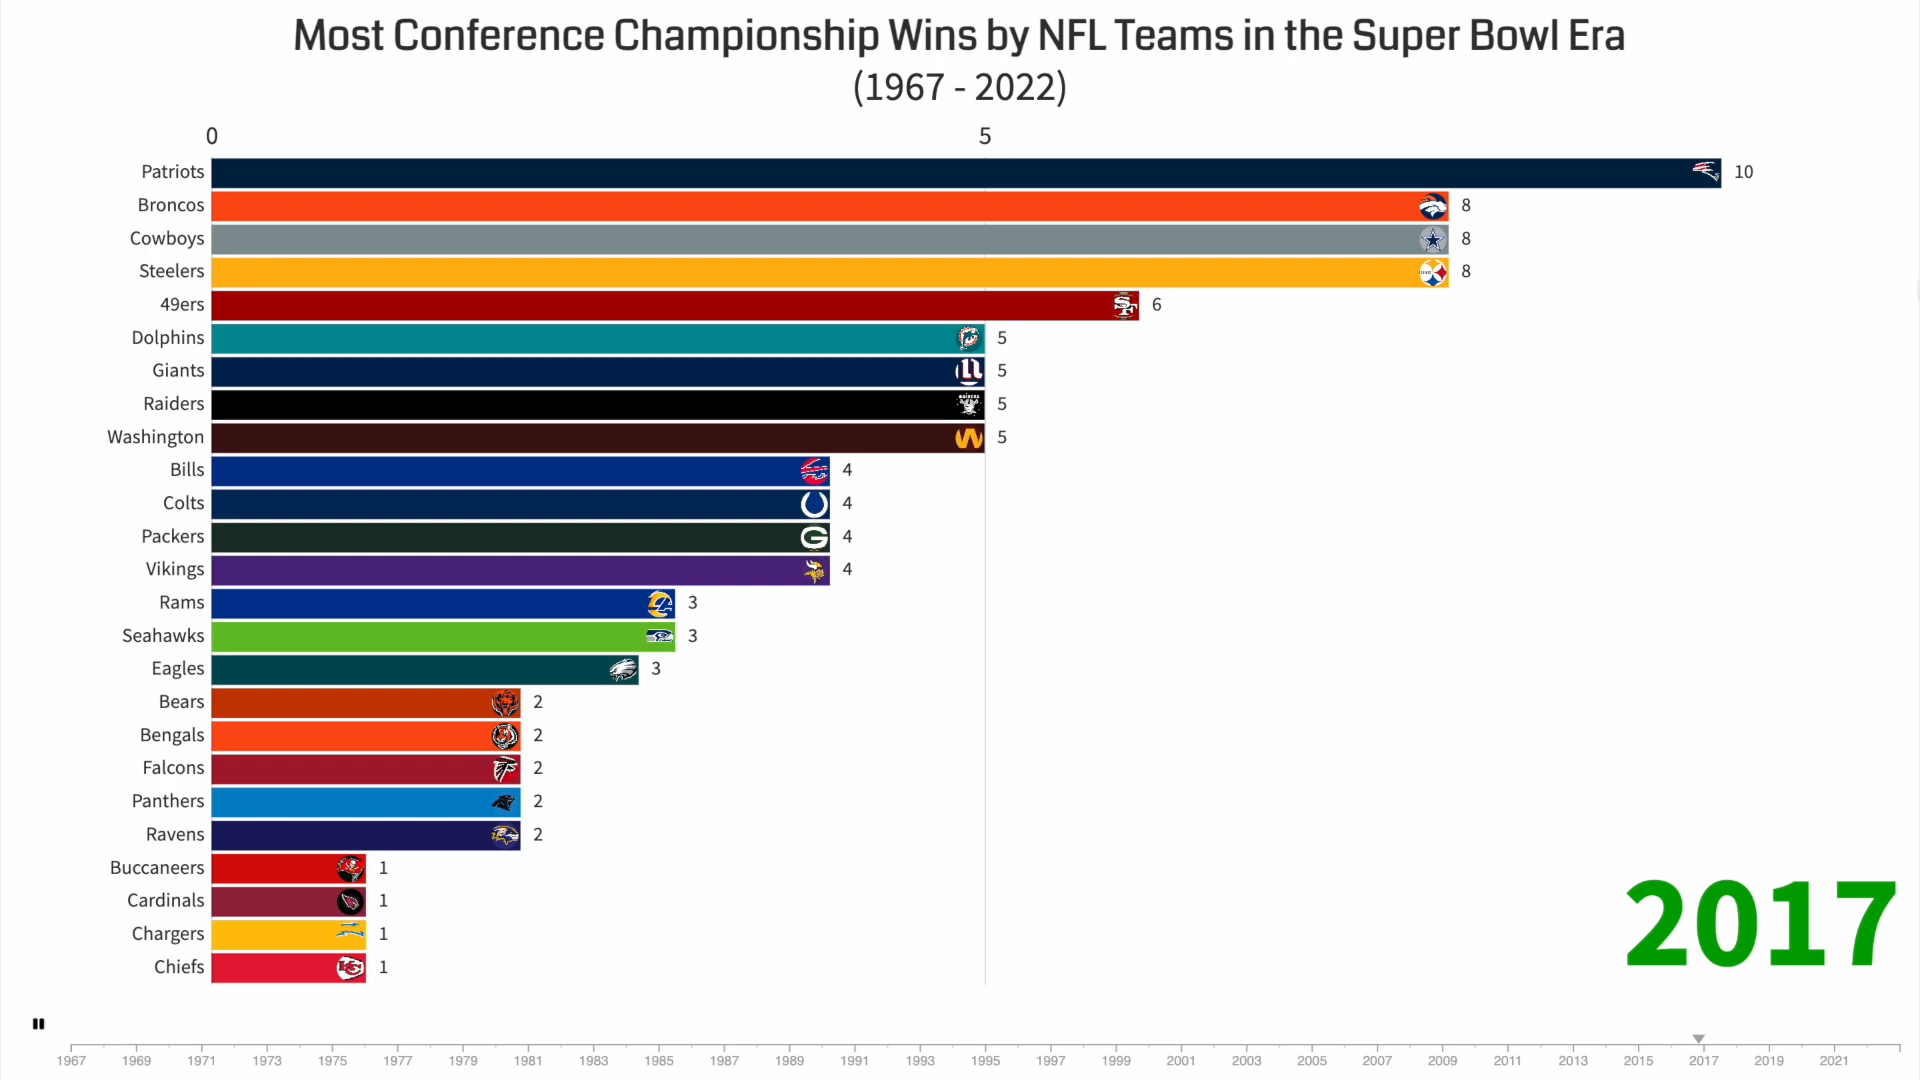 Most Conference Championship Wins by NFL Teams in the Super Bowl Era
(1967 - 2022)
0 5
Patriots 10
Broncos 8
Cowboys 8
Steelers 8
49ers 6
Dolphins 5
Giants 5
Raiders 5
Washington 5
Bills 4
Colts 4
Packers 4
Vikings 4
Rams 3
Seahawks 3
Eagles 3
Bears 2
Bengals 2
Falcons 2
Panthers 2
Ravens 2
Buccaneers 1
Cardinals 1
Chargers 1
Chiefs 1
2017
1967 1969 1971 1973 1975 1977 1979 1981 1983 1985 1987 1989 1991 1993 1995 1997 1999 2001 2003 2005 2007 2009 2011 2013 2015 2017 2019 2021